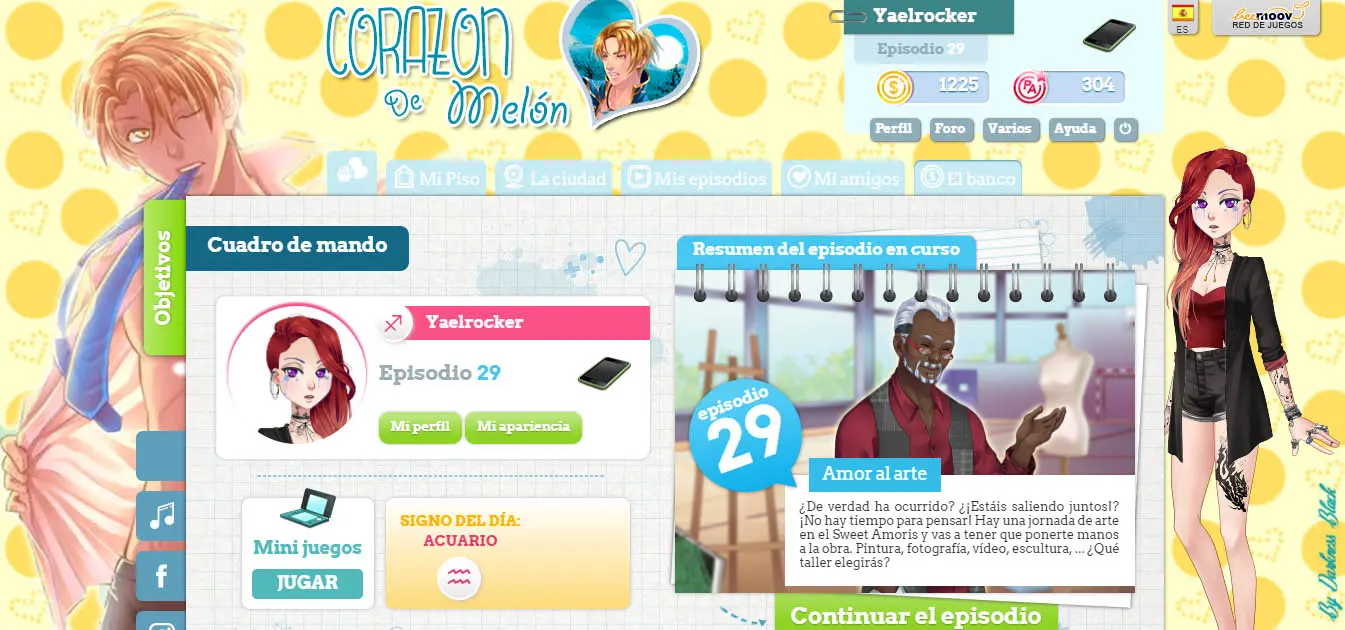 CORAZON
De Melón
Yaelrocker
Episodio 29
1225
PA
304
Perfil
Foro
Varios
Ayuda
ES
beemoov
RED DE JUEGOS
Mi Piso
La ciudad
Mis episodios
Mi amigos
El banco
Objetivos
Cuadro de mando
Yaelrocker
Episodio 29
Mi perfil
Mi apariencia
Mini juegos
JUGAR
SIGNO DEL DÍA:
ACUARIO
Resumen del episodio en curso
episodio
29
Amor al arte
¿De verdad ha ocurrido? ¿¡Estáis saliendo juntos!?
¡No hay tiempo para pensar! Hay una jornada de arte
en el Sweet Amoris y vas a tener que ponerte manos
a la obra. Pintura, fotografía, vídeo, escultura, ... ¿Qué
taller elegirás?
Continuar el episodio
By Darkness Black